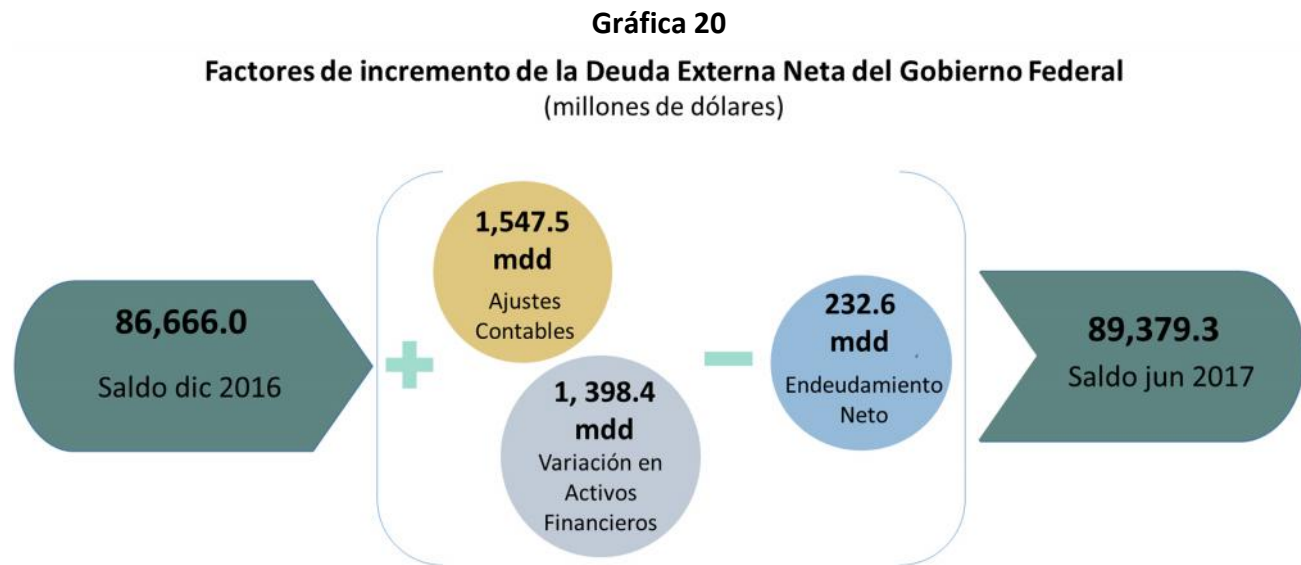 Gráfica 20
Factores de incremento de la Deuda Externa Neta del Gobierno Federal
(millones de dólares)
86,666.0
Saldo dic 2016
+
1,547.5
mdd
Ajustes
Contables
1, 398.4
mdd
Variación en
Activos
Financieros
−
232.6
mdd
Endeudamiento
Neto
89,379.3
Saldo jun 2017